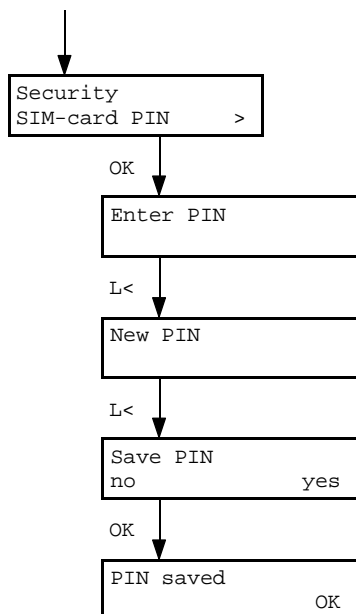 Security
SIM-card PIN >
OK
Enter PIN
L<
New PIN
L<
Save PIN
no yes
OK
PIN saved
OK